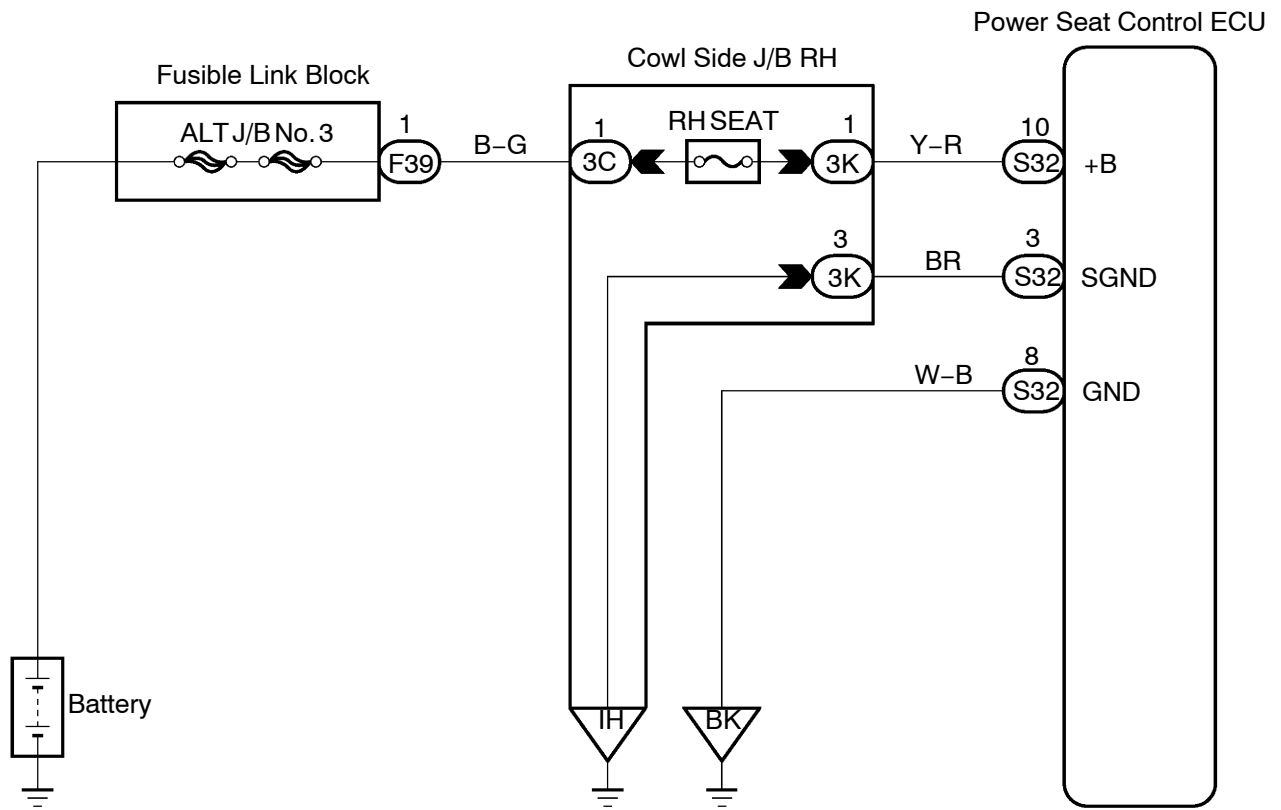 Power Seat Control ECU
Cowl Side J/B RH
Fusible Link Block
ALT J/B No. 3
1
F39
B–G
1
3C
RH SEAT
1
3K
Y–R
10
S32
+B
3
3K
BR
3
S32
SGND
W–B
8
S32
GND
Battery
IH
BK